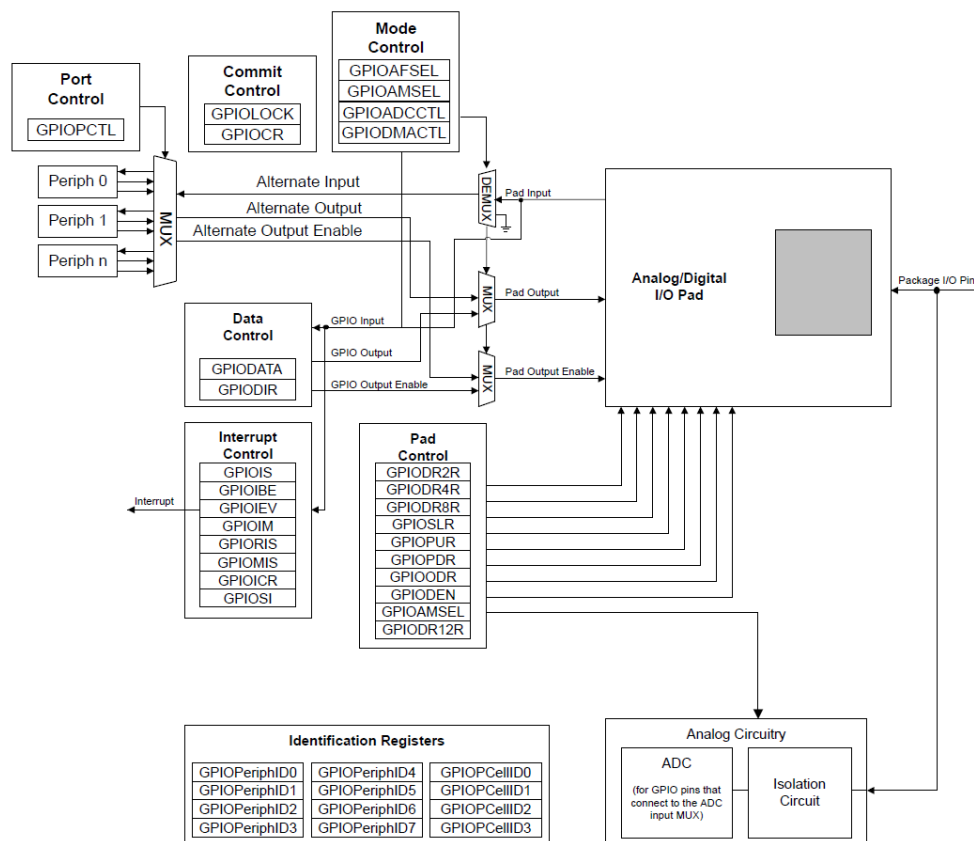 Mode
Control
GPIOAFSEL
GPIOAMSEL
GPIOADCCTL
GPIODMACTL
Commit
Control
GPIOLOCK
GPIOCR
Port
Control
GPIOPCTL
Periph 0
Periph 1
Periph n
MUX
Alternate Input
Alternate Output
Alternate Output Enable
DEMUX
Pad Input
MUX
Pad Output
MUX
Pad Output Enable
Analog/Digital
I/O Pad
Package I/O Pin
Data
Control
GPIODATA
GPIODIR
GPIO Input
GPIO Output
GPIO Output Enable
Interrupt
Control
GPIOIS
GPIOIBE
GPIOIEV
GPIOIM
GPIORIS
GPIOMIS
GPIOICR
GPIOSI
Interrupt
Pad
Control
GPIODR2R
GPIODR4R
GPIODR8R
GPIOSLR
GPIOPUR
GPIOPDR
GPIOODR
GPIODEN
GPIOAMSEL
GPIODR12R
Identification Registers
GPIOPeriphID0
GPIOPeriphID1
GPIOPeriphID2
GPIOPeriphID3
GPIOPeriphID4
GPIOPeriphID5
GPIOPeriphID6
GPIOPeriphID7
GPIOPCellID0
GPIOPCellID1
GPIOPCellID2
GPIOPCellID3
Analog Circuitry
ADC
(for GPIO pins that
connect to the ADC
input MUX)
Isolation
Circuit